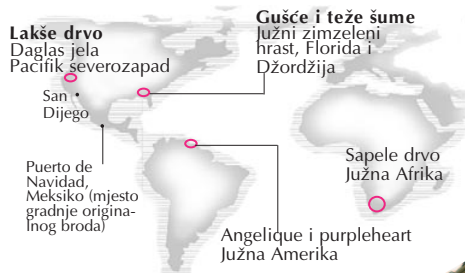 Lakše drvo
Daglas jela
Pacifik severozapad
San
Dijego
Puerto de
Navidad,
Meksiko (mjesto
gradnje origina-
lnog broda)
Gušće i teže šume
Južni zimzeleni
hrast, Florida i
Džordžija
Sapele drvo
Južna Afrika
Angelique i purpleheart
Južna Amerika